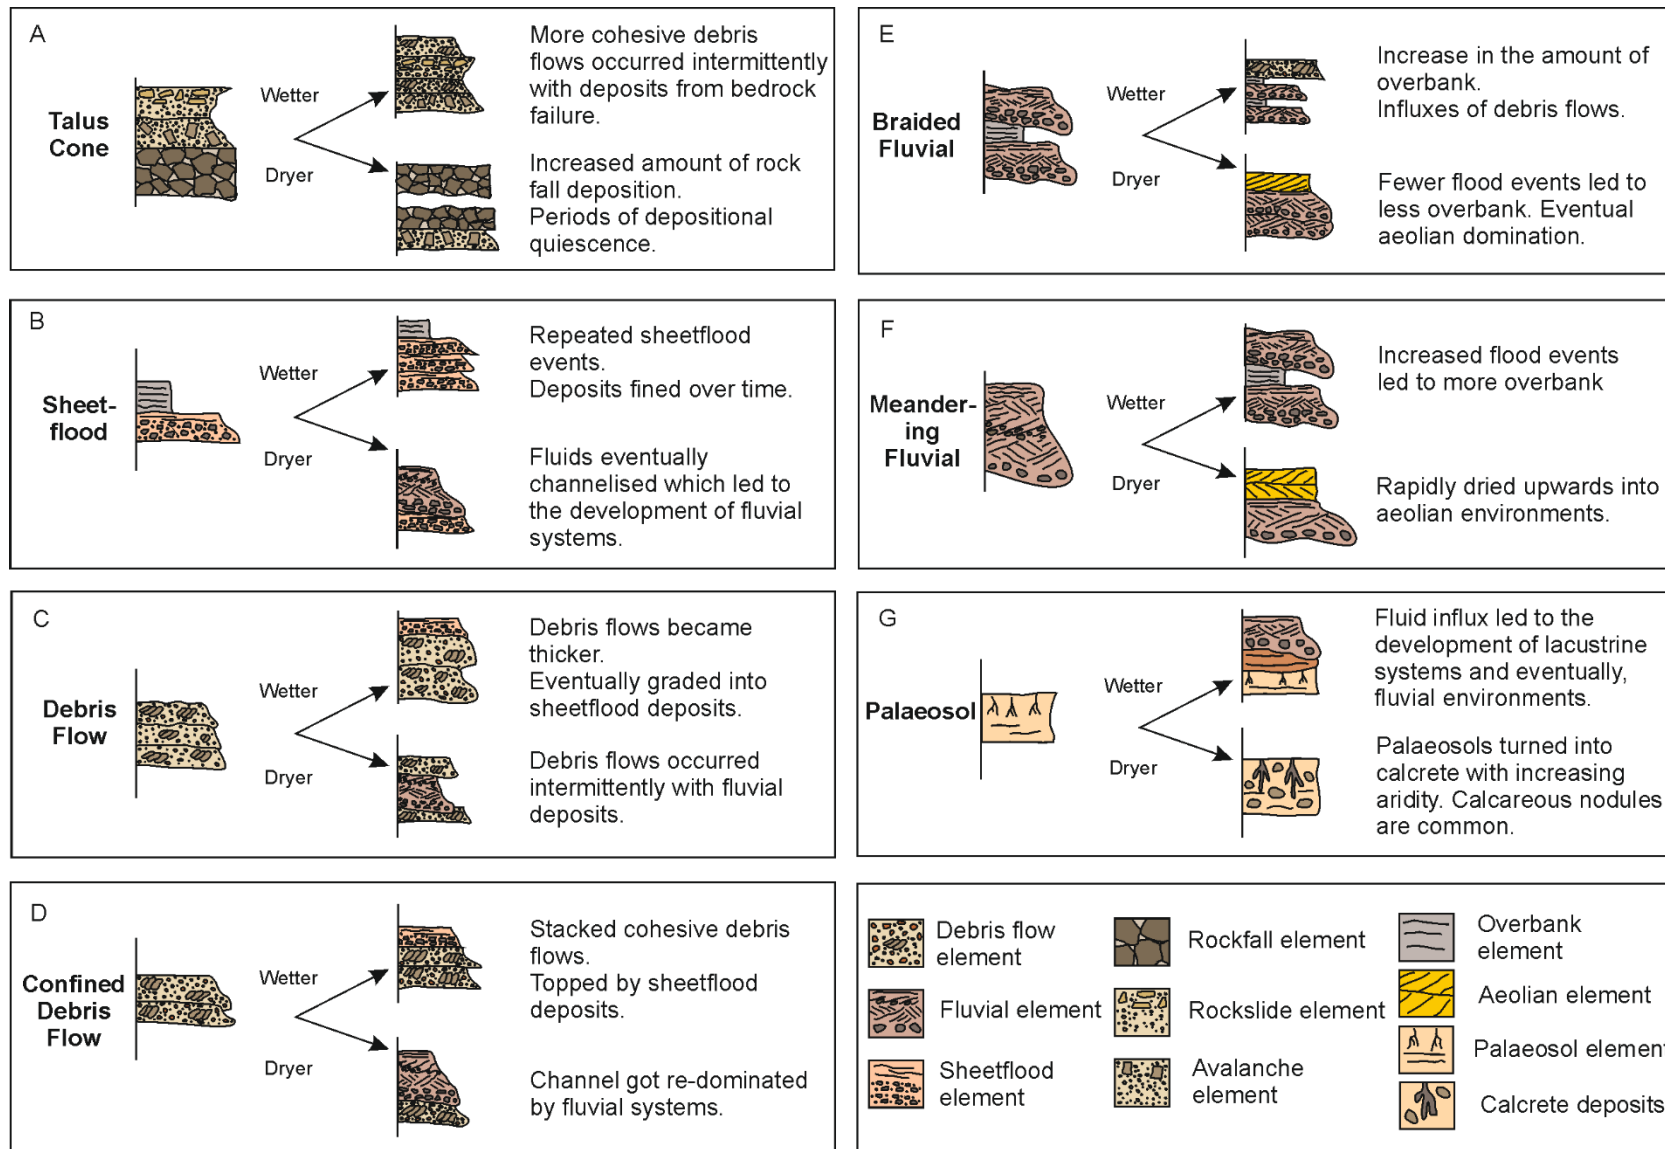 A
Talus
Cone
Wetter
Dryer
More cohesive debris
flows occurred intermittently
with deposits from bedrock
failure.
Increased amount of rock
fall deposition.
Periods of depositional
quiescence.
B
Sheet-
flood
Wetter
Dryer
Repeated sheetflood
events.
Deposits fined over time.
Fluids eventually
channelised which led to
the development of fluvial
systems.
C
Debris
Flow
Wetter
Dryer
Debris flows became
thicker.
Eventually graded into
sheetflood deposits.
Debris flows occurred
intermittently with fluvial
deposits.
D
Confined
Debris
Flow
Wetter
Dryer
Stacked cohesive debris
flows.
Topped by sheetflood
deposits.
Channel got re-dominated
by fluvial systems.
E
Braided
Fluvial
Wetter
Dryer
Increase in the amount of
overbank.
Influxes of debris flows.
Fewer flood events led to
less overbank. Eventual
aeolian domination.
F
Meander-
ing
Fluvial
Wetter
Dryer
Increased flood events
led to more overbank
Rapidly dried upwards into
aeolian environments.
G
Palaeosol
Wetter
Dryer
Fluid influx led to the
development of lacustrine
systems and eventually,
fluvial environments.
Palaeosols turned into
calcrete with increasing
aridity. Calcareous nodules
are common.
Debris flow
element
Fluvial element
Sheetflood
element
Rockfall element
Rockslide element
Avalanche
element
Overbank
element
Aeolian element
Palaeosol element
Calcrete deposits